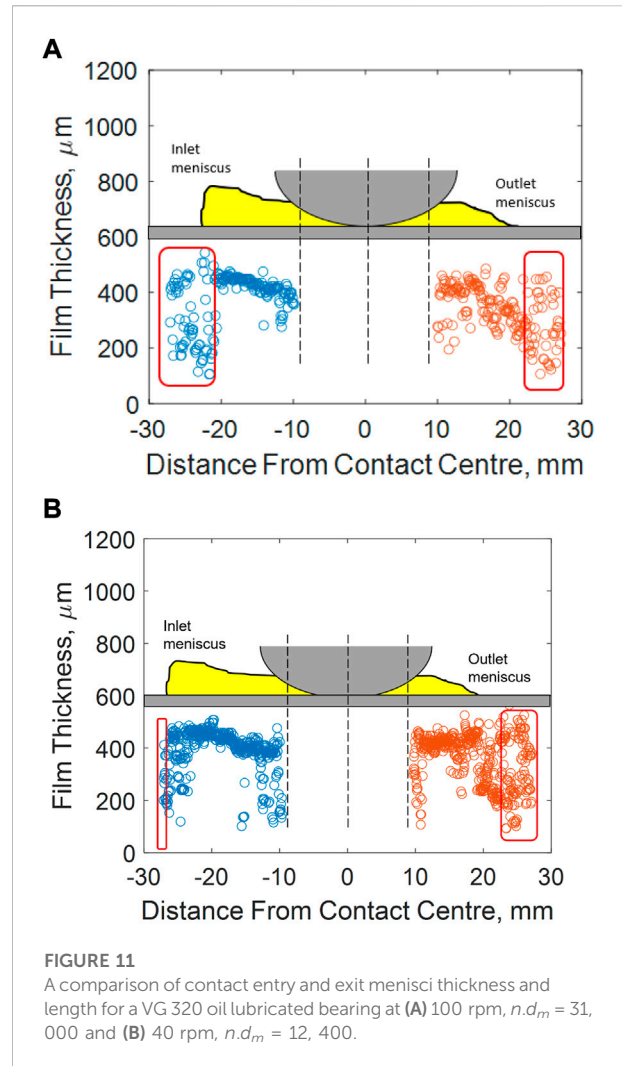 A
1200
1000
800
600
400
200
0
Film Thickness, μm
Inlet
meniscus
Outlet
meniscus
-30 -20 -10 0 10 20 30
Distance From Contact Centre, mm
B
1200
1000
800
600
400
200
0
Film Thickness, μm
Inlet
meniscus
Outlet
meniscus
-30 -20 -10 0 10 20 30
Distance From Contact Centre, mm
FIGURE 11
A comparison of contact entry and exit menisci thickness and
length for a VG 320 oil lubricated bearing at (A) 100 rpm, n.dm = 31,
000 and (B) 40 rpm, n.dm = 12, 400.